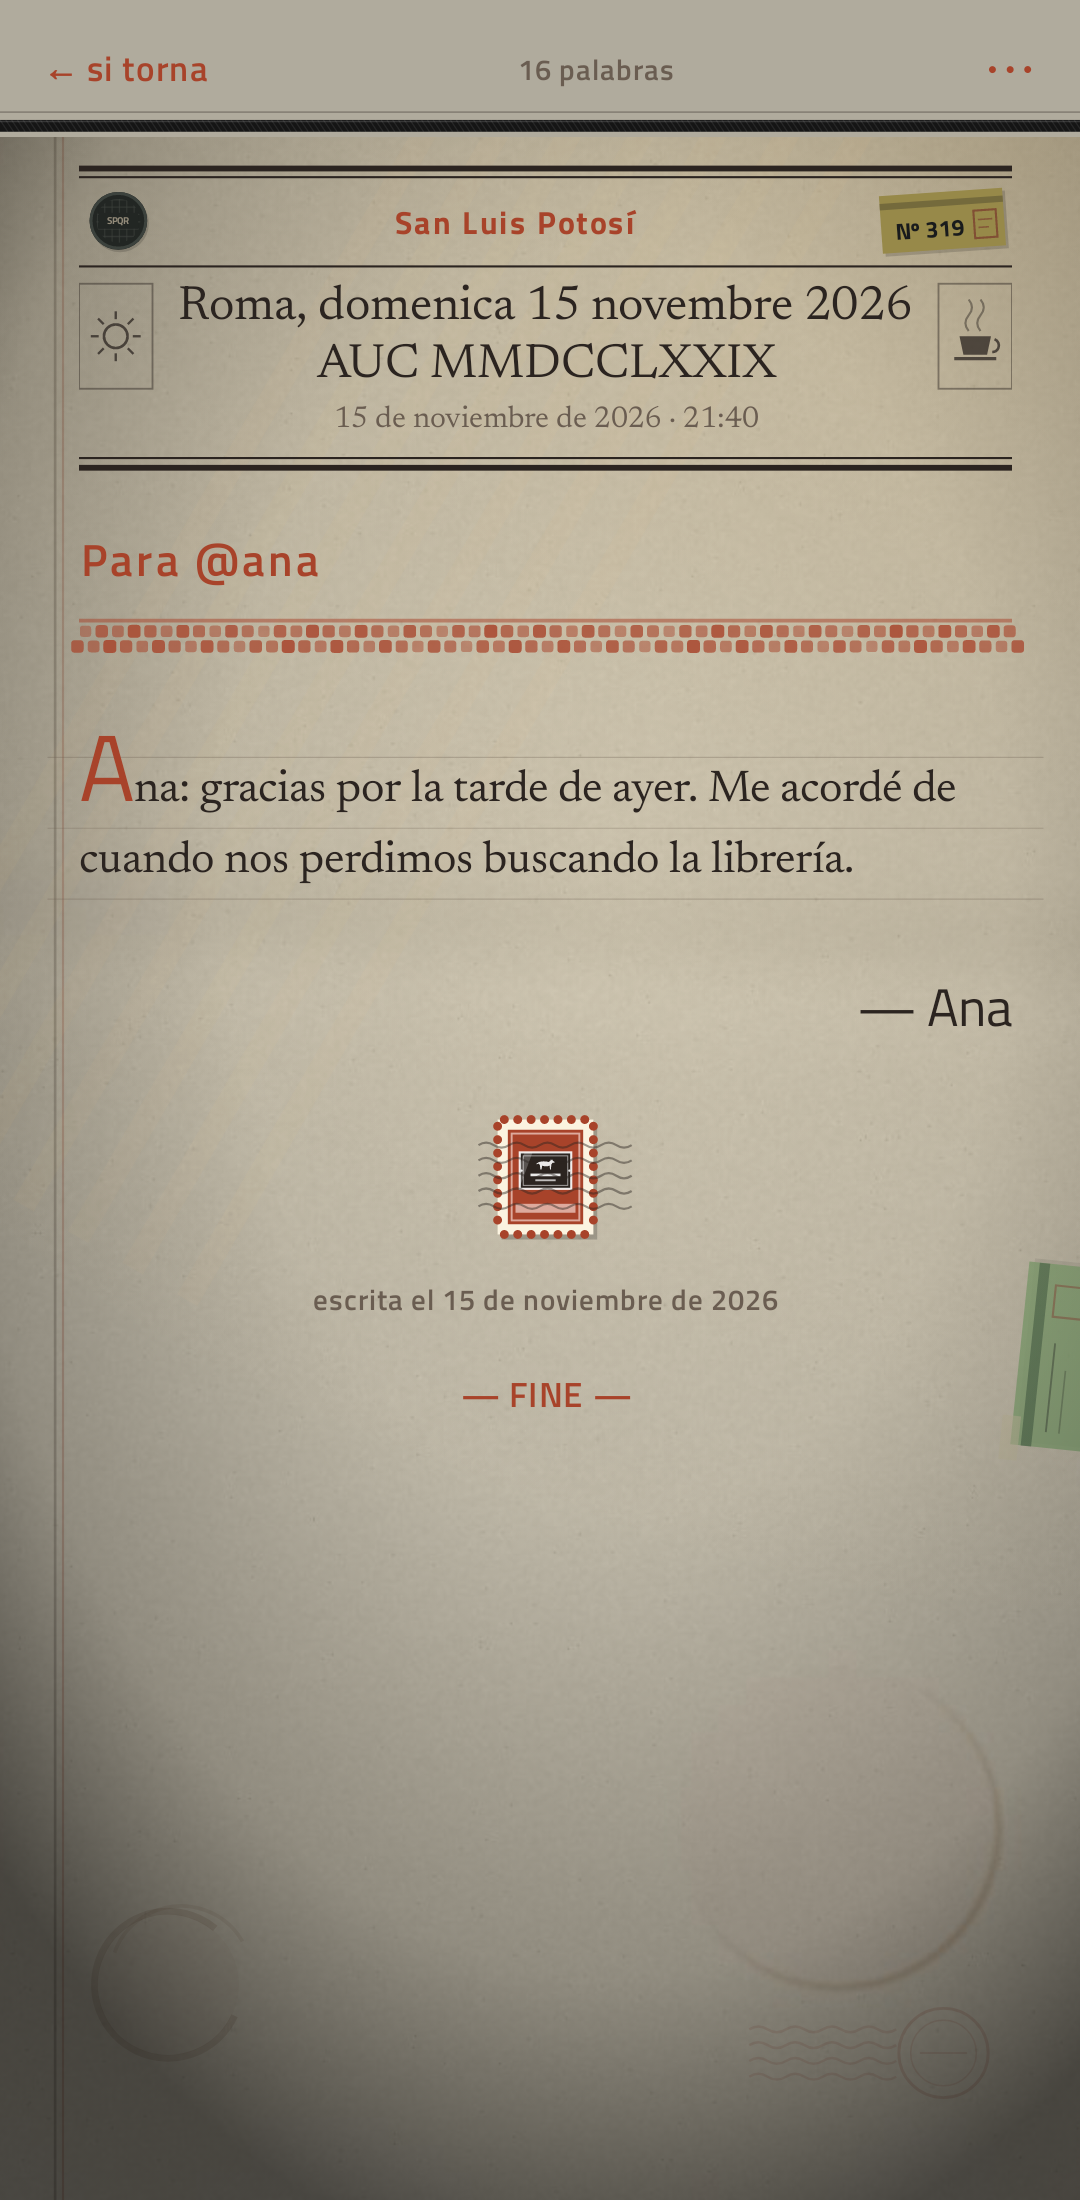 ← si torna
16 palabras
...
SPQR
San Luis Potosí
Nº 319
Roma, domenica 15 novembre 2026
AUC MMDCCLXXIX
15 de noviembre de 2026 · 21:40
Para @ana
Ana: gracias por la tarde de ayer. Me acordé de
cuando nos perdimos buscando la librería.
— Ana
escrita el 15 de noviembre de 2026
— FINE —